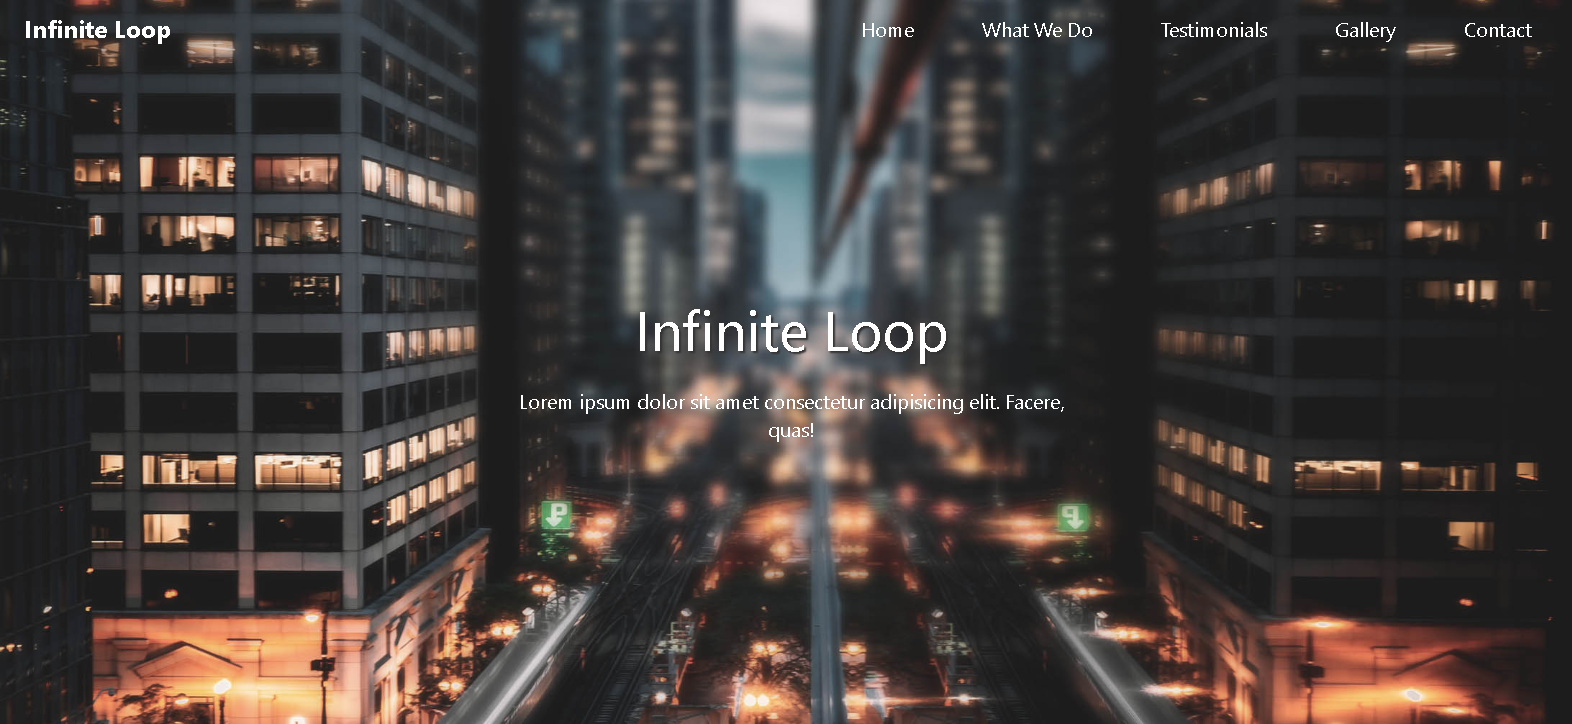 Infinite Loop
Home What We Do Testimonials Gallery Contact
Infinite Loop
Lorem ipsum dolor sit amet consectetur adipisicing elit. Facere,
quas!
P